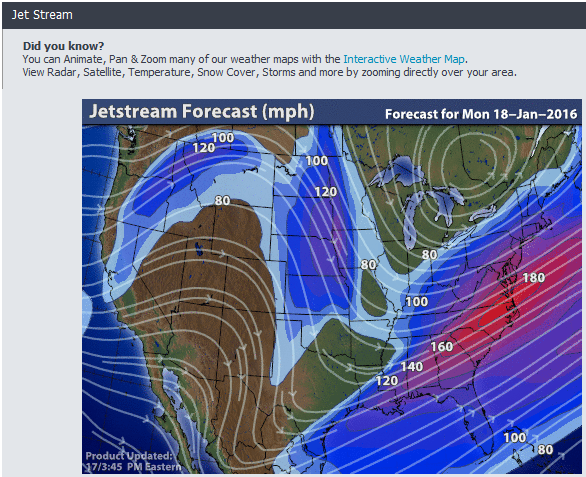 Jet Stream
Did you know?
You can Animate, Pan & Zoom many of our weather maps with the Interactive Weather Map.
View Radar, Satellite, Temperature, Snow Cover, Storms and more by zooming directly over your area.
Jetstream Forecast (mph) Forecast for Mon 18-Jan-2016
100
120
100
120
80
80
80
180
100
160
140
120
100
80
Product Updated:
17/3:45 PM Eastern